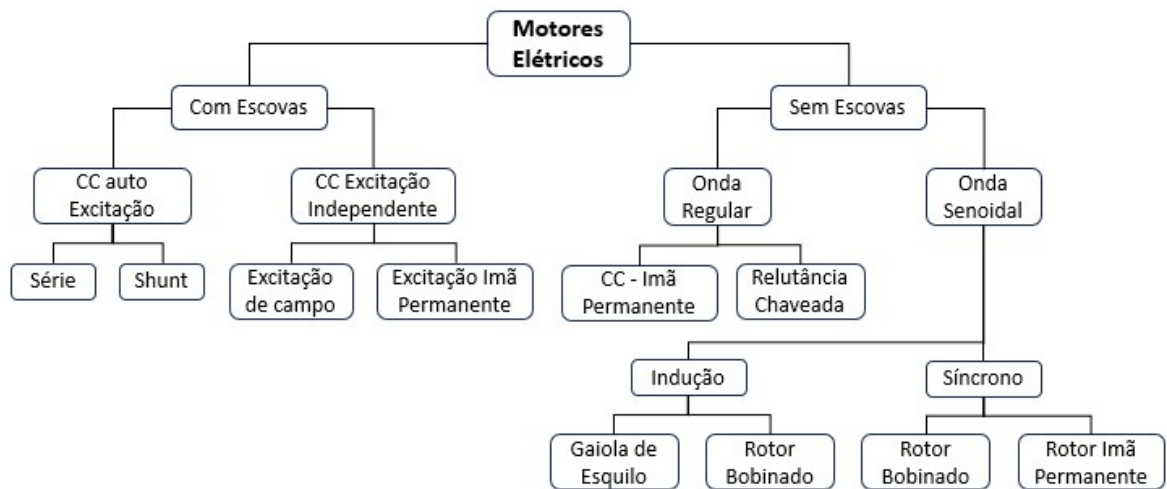 Motores
Elétricos
Com Escovas
Sem Escovas
CC auto
Excitação
CC Excitação
Independente
Onda
Regular
Onda
Senoidal
Série
Shunt
Excitação
de campo
Excitação Imã
Permanente
CC - Imã
Permanente
Relutância
Chaveada
Indução
Síncrono
Gaiola de
Esquilo
Rotor
Bobinado
Rotor
Bobinado
Rotor Imã
Permanente